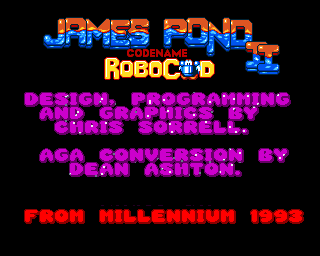 JAMES POND II
CODENAME
ROBOCOD
DESIGN, PROGRAMMING
AND GRAPHICS BY
CHRIS SORRELL.
AGA CONVERSION BY
DEAN ASHTON.
FROM MILLENNIUM 1993